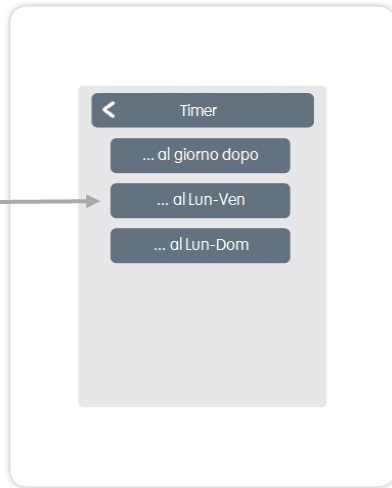 Timer
... al giorno dopo
... al Lun-Ven
... al Lun-Dom